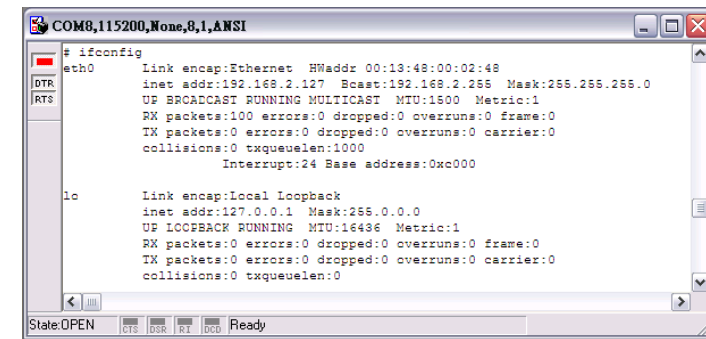 COM8,115200,None,8,1,ANSI
# ifconfig
eth0 Link encap:Ethernet HWaddr 00:13:48:00:02:48
inet addr:192.168.2.127 Bcast:192.168.2.255 Mask:255.255.255.0
UP BROADCAST RUNNING MULTICAST MTU:1500 Metric:1
RX packets:100 errors:0 dropped:0 overruns:0 frame:0
TX packets:0 errors:0 dropped:0 overruns:0 carrier:0
collisions:0 txqueuelen:1000
Interrupt:24 Base address:0xc000
lo Link encap:Local Loopback
inet addr:127.0.0.1 Mask:255.0.0.0
UP LOOPBACK RUNNING MTU:16436 Metric:1
RX packets:0 errors:0 dropped:0 overruns:0 frame:0
TX packets:0 errors:0 dropped:0 overruns:0 carrier:0
collisions:0 txqueuelen:0
DTR
RTS
State:OPEN CTS DSR RI DCD Ready